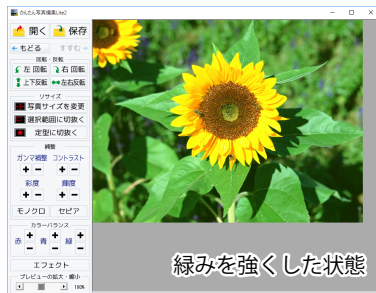 かんたん写真編集Lite2
開く 保存
もどる すすむ
回転・反転
左 回転 右 回転
上下反転 左右反転
リサイズ
写真サイズを変更
選択範囲に切抜く
定型に切抜く
調整
ガンマ補整 コントラスト
+ - + -
彩度 輝度
+ - + -
モノクロ セピア
カラーバランス
赤 + - 青 + - 緑 + -
エフェクト
プレビューの拡大・縮小
100%
緑みを強くした状態